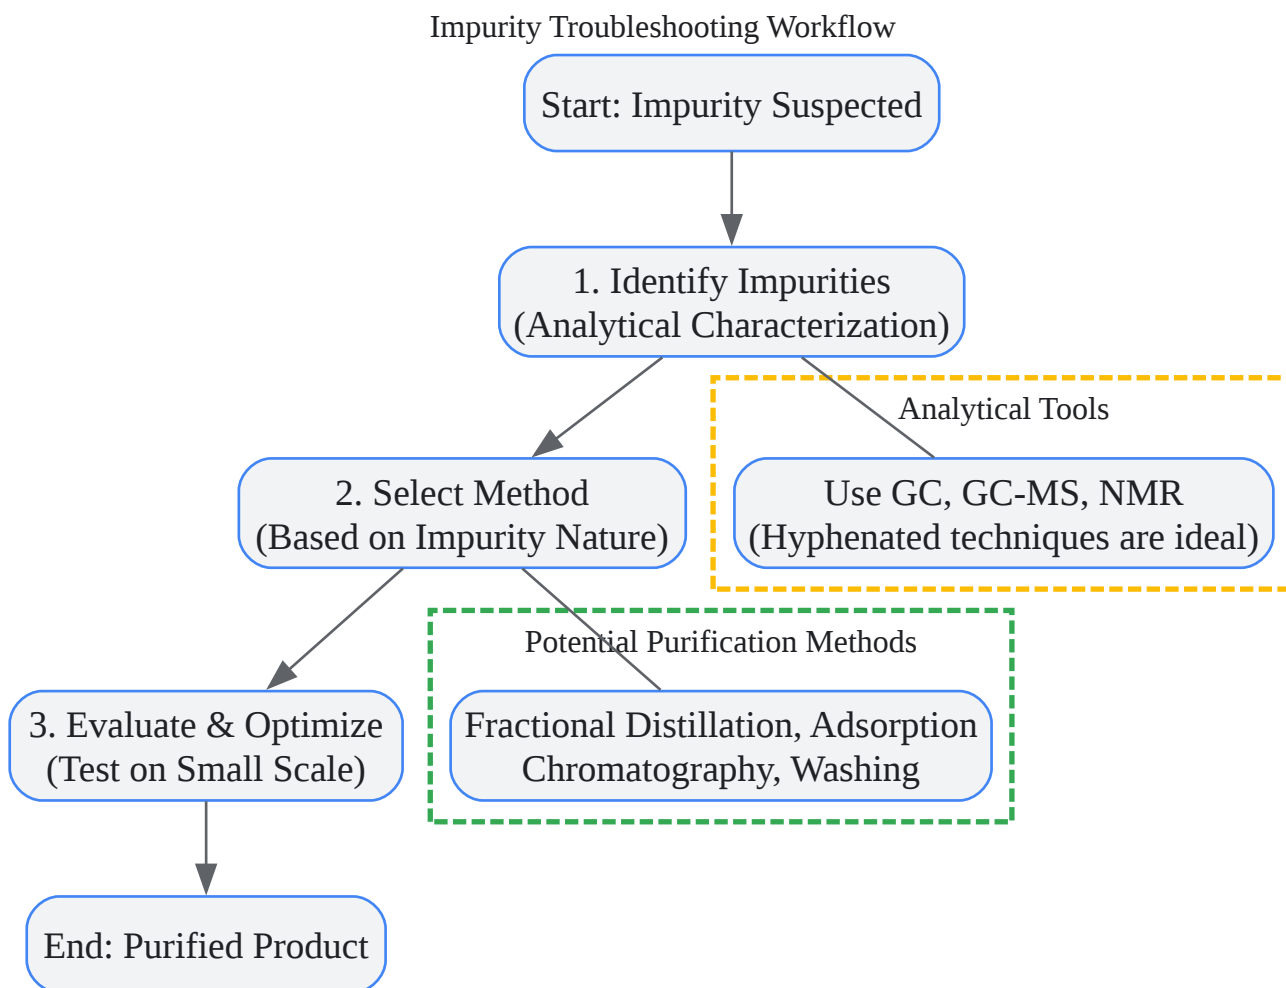 Impurity Troubleshooting Workflow
Start: Impurity Suspected
1. Identify Impurities
(Analytical Characterization)
Analytical Tools
Use GC, GC-MS, NMR
(Hyphenated techniques are ideal)
2. Select Method
(Based on Impurity Nature)
Potential Purification Methods
Fractional Distillation, Adsorption
Chromatography, Washing
3. Evaluate & Optimize
(Test on Small Scale)
End: Purified Product